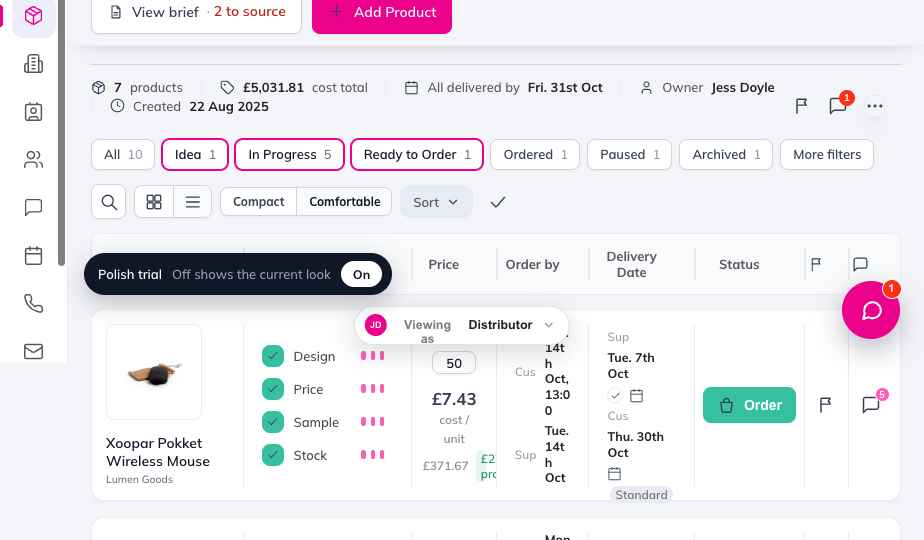 View brief · 2 to source
+ Add Product
7 products
£5,031.81 cost total
All delivered by Fri. 31st Oct
Owner Jess Doyle
Created 22 Aug 2025
1
All 10
Idea 1
In Progress 5
Ready to Order 1
Ordered 1
Paused 1
Archived 1
More filters
Compact
Comfortable
Sort
Polish trial Off shows the current look On
Price
Order by
Delivery
Date
Status
1
JD
Viewing
as
Distributor
Xoopar Pokket
Wireless Mouse
Lumen Goods
Design
Price
Sample
Stock
50
£7.43
cost /
unit
£371.67
Cus
14t
h
Oct,
13:0
0
Sup
Tue.
14t
h
Oct
Sup
Tue. 7th
Oct
Cus
Thu. 30th
Oct
Standard
Order
5
Mon